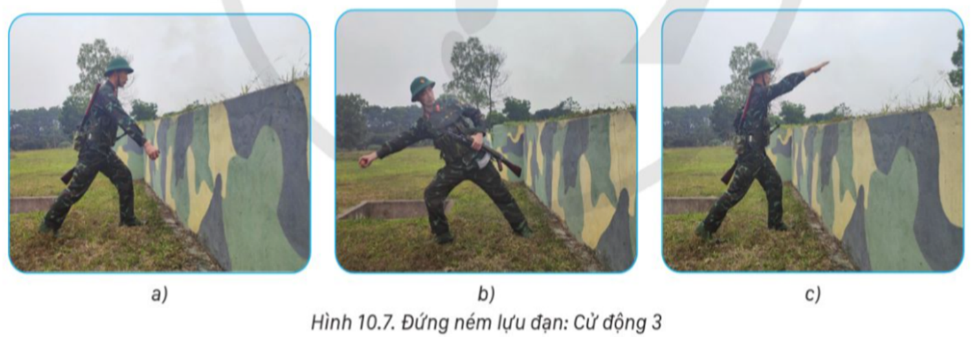 a)
b)
c)
Hình 10.7. Đứng ném lựu đạn: Cử động 3